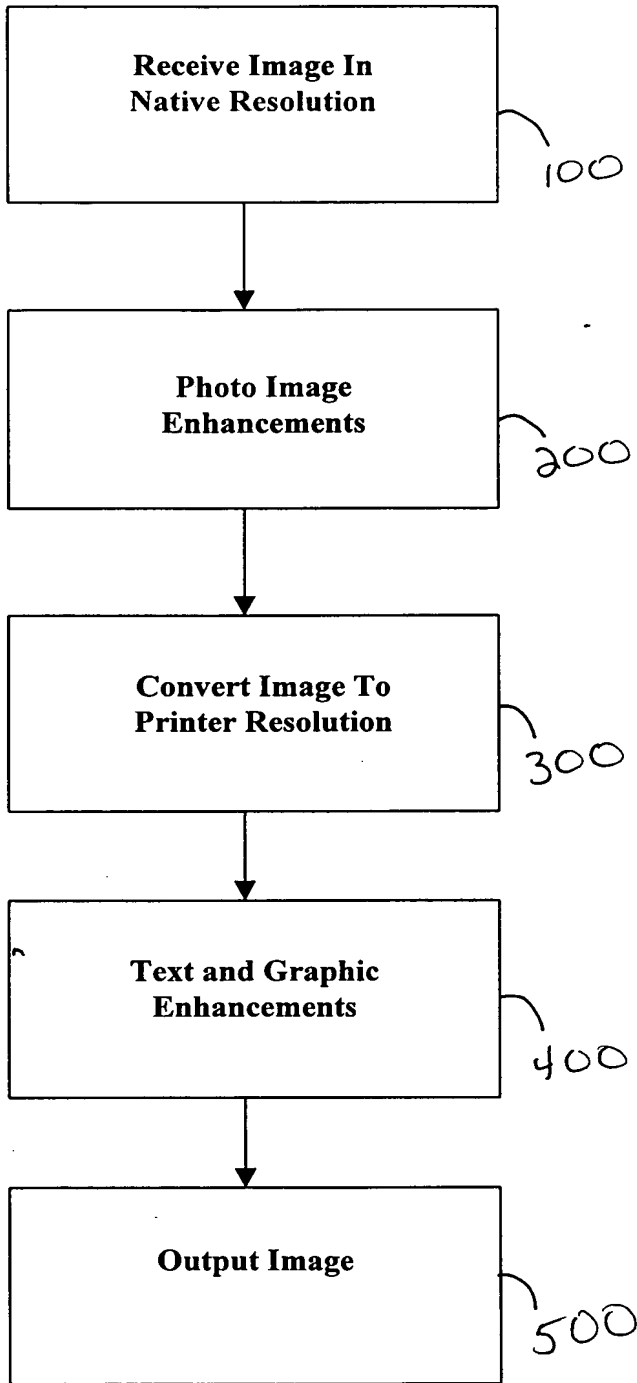 Receive Image In
Native Resolution
100
Photo Image
Enhancements
200
Convert Image To
Printer Resolution
300
Text and Graphic
Enhancements
400
Output Image
500